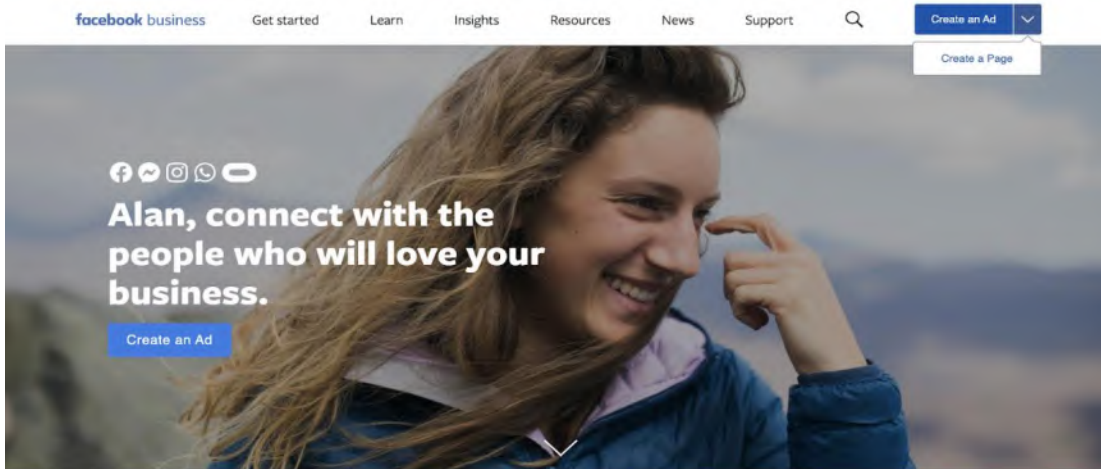 facebook business Get started Learn Insights Resources News Support Create an Ad
Create a Page
Alan, connect with the
people who will love your
business.
Create an Ad